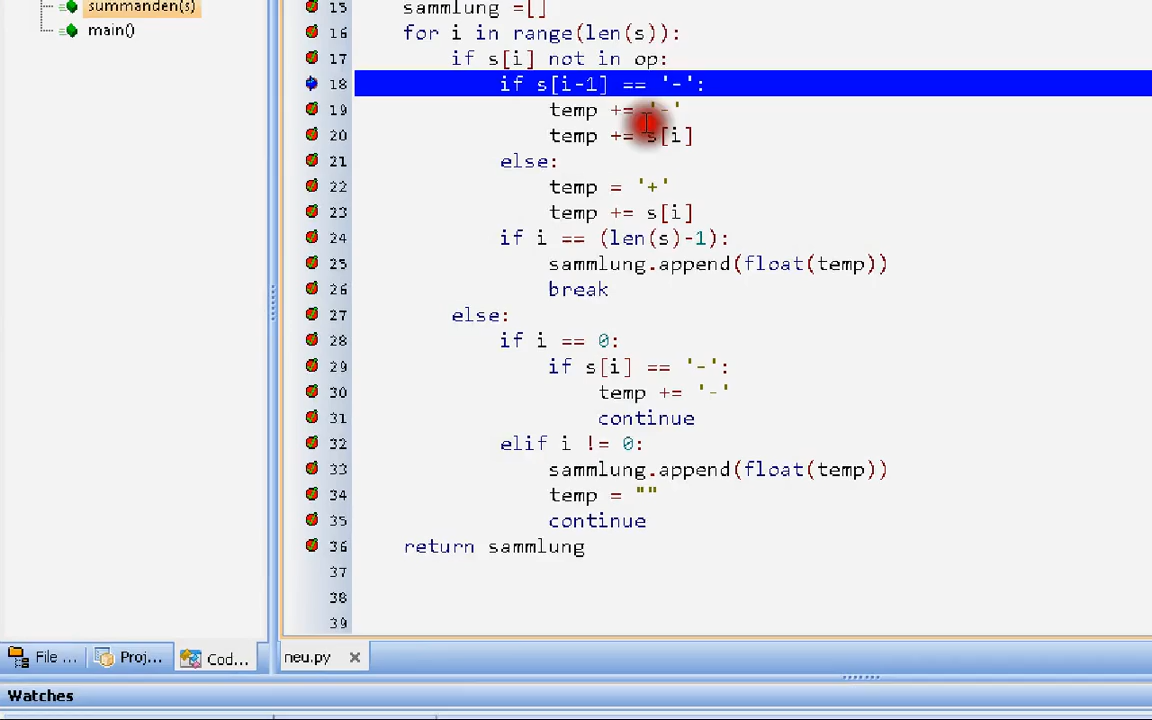 summanden(s)
main()
15 sammlung =[]
16 for i in range(len(s)):
17 if s[i] not in op:
18 if s[i-1] == '-':
19 temp += '-'
20 temp += s[i]
21 else:
22 temp = '+'
23 temp += s[i]
24 if i == (len(s)-1):
25 sammlung.append(float(temp))
26 break
27 else:
28 if i == 0:
29 if s[i] == '-':
30 temp += '-'
31 continue
32 elif i != 0:
33 sammlung.append(float(temp))
34 temp = ""
35 continue
36 return sammlung
37
38
39
File ... Proj... Cod... neu.py
Watches